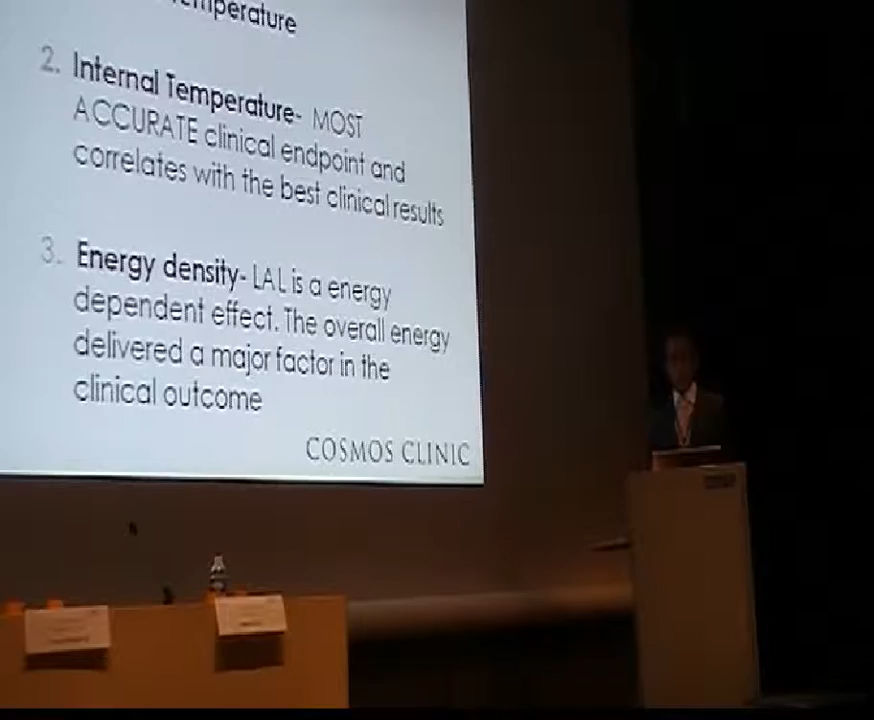 temperature
2. Internal Temperature- MOST
ACCURATE clinical endpoint and
correlates with the best clinical results
3. Energy density- LAL is a energy
dependent effect. The overall energy
delivered a major factor in the
clinical outcome
COSMOS CLINIC